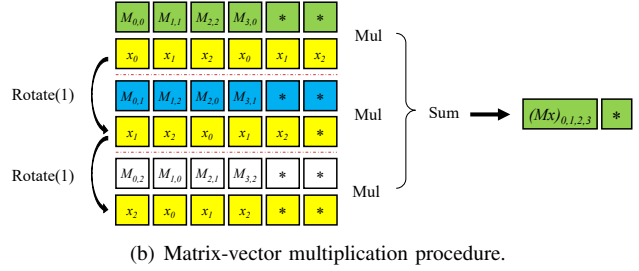 M0,0 M1,1 M2,2 M3,0 * *
Mul
x0 x1 x2 x0 x1 x2
Rotate(1)
M0,1 M1,2 M2,0 M3,1 * *
Mul
Sum
(Mx)0,1,2,3 *
x1 x2 x0 x1 x2 *
Rotate(1)
M0,2 M1,0 M2,1 M3,2 * *
Mul
x2 x0 x1 x2 * *
(b) Matrix-vector multiplication procedure.